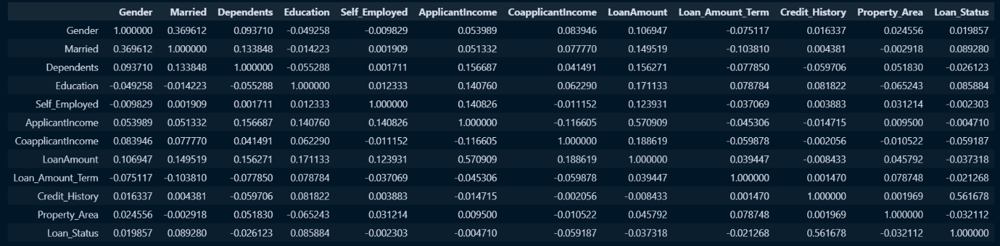 Gender Married Dependents Education Self_Employed ApplicantIncome CoapplicantIncome LoanAmount Loan_Amount_Term Credit_History Property_Area Loan_Status
Gender 1.000000 0.369612 0.093710 -0.049258 -0.009829 0.053989 0.083946 0.106947 -0.075117 0.016337 0.024556 0.019857
Married 0.369612 1.000000 0.133848 -0.014223 0.001909 0.051332 0.077770 0.149519 -0.103810 0.004381 -0.002918 0.089280
Dependents 0.093710 0.133848 1.000000 -0.055288 0.001711 0.156687 0.041491 0.156271 -0.077850 -0.059706 0.051830 -0.026123
Education -0.049258 -0.014223 -0.055288 1.000000 0.012333 0.140760 0.062290 0.171133 0.078784 0.081822 -0.065243 0.085884
Self_Employed -0.009829 0.001909 0.001711 0.012333 1.000000 0.140826 -0.011152 0.123931 -0.037069 0.003883 0.031214 -0.002303
ApplicantIncome 0.053989 0.051332 0.156687 0.140760 0.140826 1.000000 -0.116605 0.570909 -0.045306 -0.014715 0.009500 -0.004710
CoapplicantIncome 0.083946 0.077770 0.041491 0.062290 -0.011152 -0.116605 1.000000 0.188619 -0.059878 -0.002056 -0.010522 -0.059187
LoanAmount 0.106947 0.149519 0.156271 0.171133 0.123931 0.570909 0.188619 1.000000 0.039447 -0.008433 0.045792 -0.037318
Loan_Amount_Term -0.075117 -0.103810 -0.077850 0.078784 -0.037069 -0.045306 -0.059878 0.039447 1.000000 0.001470 0.078748 -0.021268
Credit_History 0.016337 0.004381 -0.059706 0.081822 0.003883 -0.014715 -0.002056 -0.008433 0.001470 1.000000 0.001969 0.561678
Property_Area 0.024556 -0.002918 0.051830 -0.065243 0.031214 0.009500 -0.010522 0.045792 0.078748 0.001969 1.000000 -0.032112
Loan_Status 0.019857 0.089280 -0.026123 0.085884 -0.002303 -0.004710 -0.059187 -0.037318 -0.021268 0.561678 -0.032112 1.000000